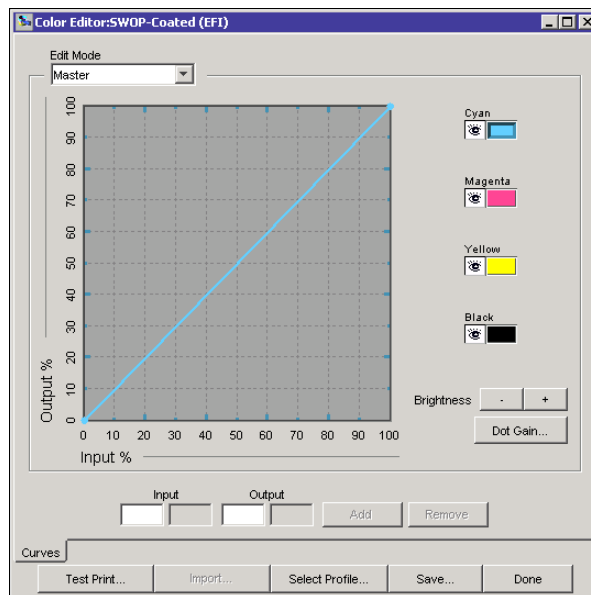 Color Editor:SWOP-Coated (EFI)
Edit Mode
Master
100
90
80
70
60
50
40
30
20
10
0
Output %
0 10 20 30 40 50 60 70 80 90 100
Input %
Cyan
Magenta
Yellow
Black
Brightness - +
Dot Gain...
Input Output
Add Remove
Curves
Test Print... Import... Select Profile... Save... Done